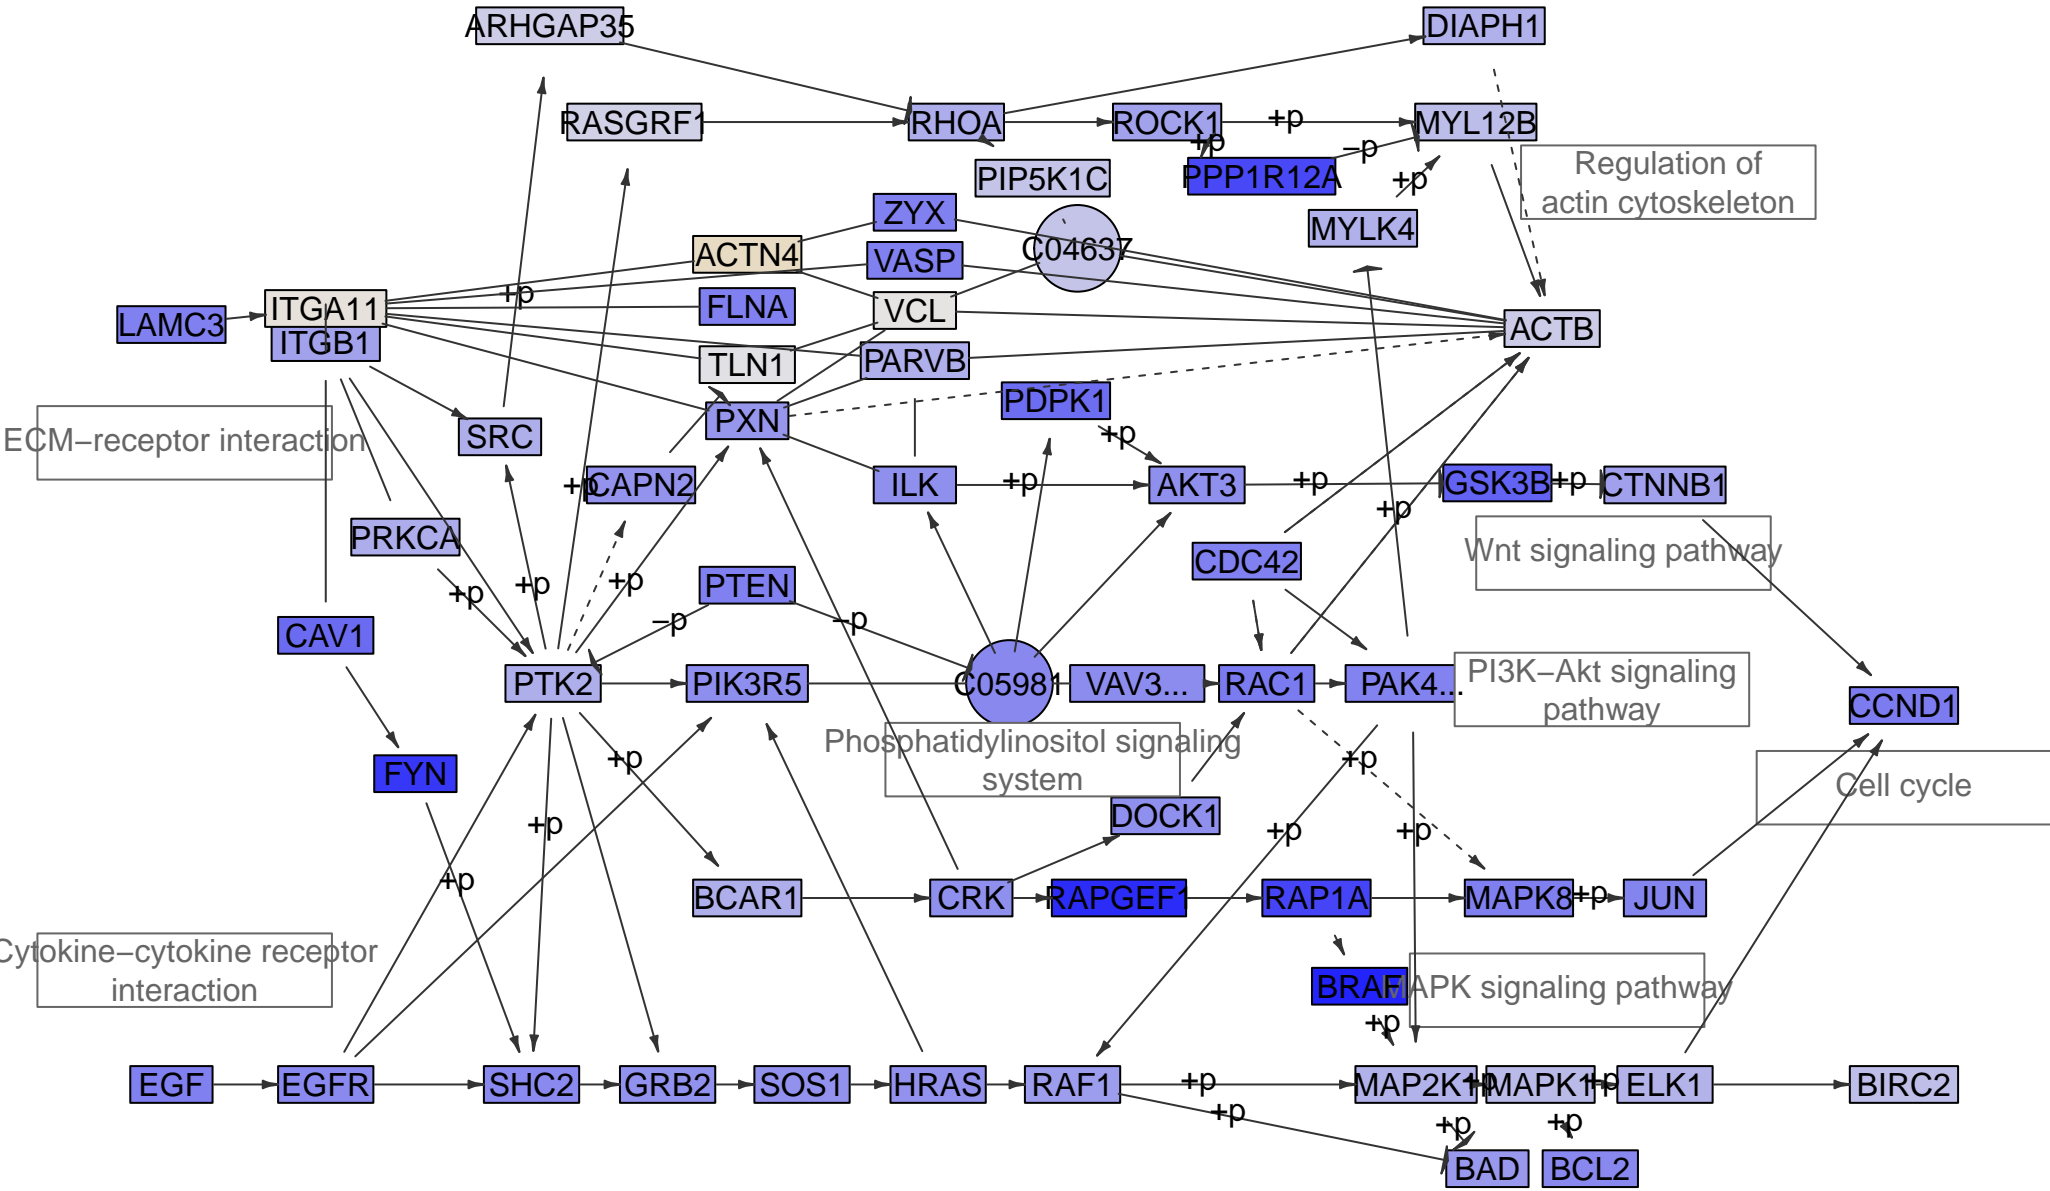 ARHGAP35
DIAPH1
RASGRF1
RHOA
ROCK1
+p
MYL12B
+p
−p
PIP5K1C
PPP1R12A
+p
Regulation of
actin cytoskeleton
ZYX
MYLK4
ACTN4
VASP
C04637
+p
ITGA11
FLNA
VCL
LAMC3
ITGB1
TLN1
PARVB
ACTB
PDPK1
PXN
+p
ECM−receptor interaction
SRC
+p
CAPN2
ILK
+p
AKT3
+p
GSK3B
+p
CTNNB1
+p
PRKCA
Wnt signaling pathway
CDC42
+p
+p
+p
PTEN
−p
−p
CAV1
PTK2
PIK3R5
C05981
VAV3...
RAC1
PAK4...
PI3K−Akt signaling
pathway
CCND1
Phosphatidylinositol signaling
system
+p
+p
FYN
Cell cycle
DOCK1
+p
+p
+p
+p
BCAR1
CRK
RAPGEF1
RAP1A
MAPK8
+p
JUN
Cytokine−cytokine receptor
interaction
BRAF
MAPK signaling pathway
+p
EGF
EGFR
SHC2
GRB2
SOS1
HRAS
RAF1
+p
MAP2K1
+p
MAPK1
+p
ELK1
BIRC2
+p
+p
+p
BAD
BCL2